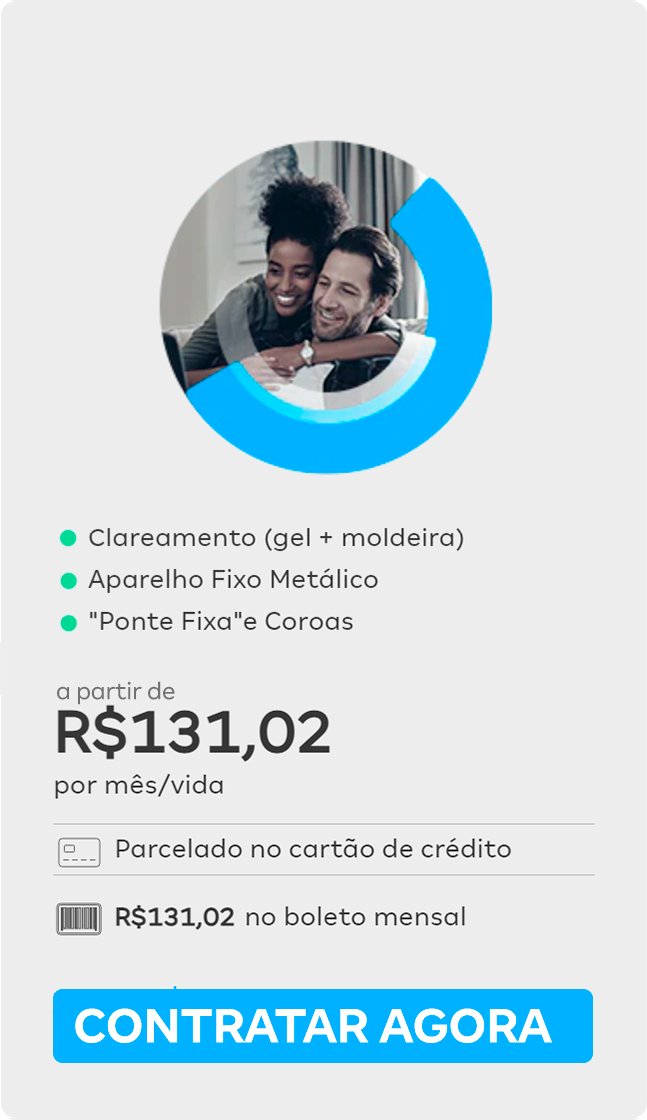 Clareamento (gel + moldeira)
Aparelho Fixo Metálico
"Ponte Fixa"e Coroas
a partir de
R$131,02
por mês/vida
Parcelado no cartão de crédito
R$131,02 no boleto mensal
CONTRATAR AGORA